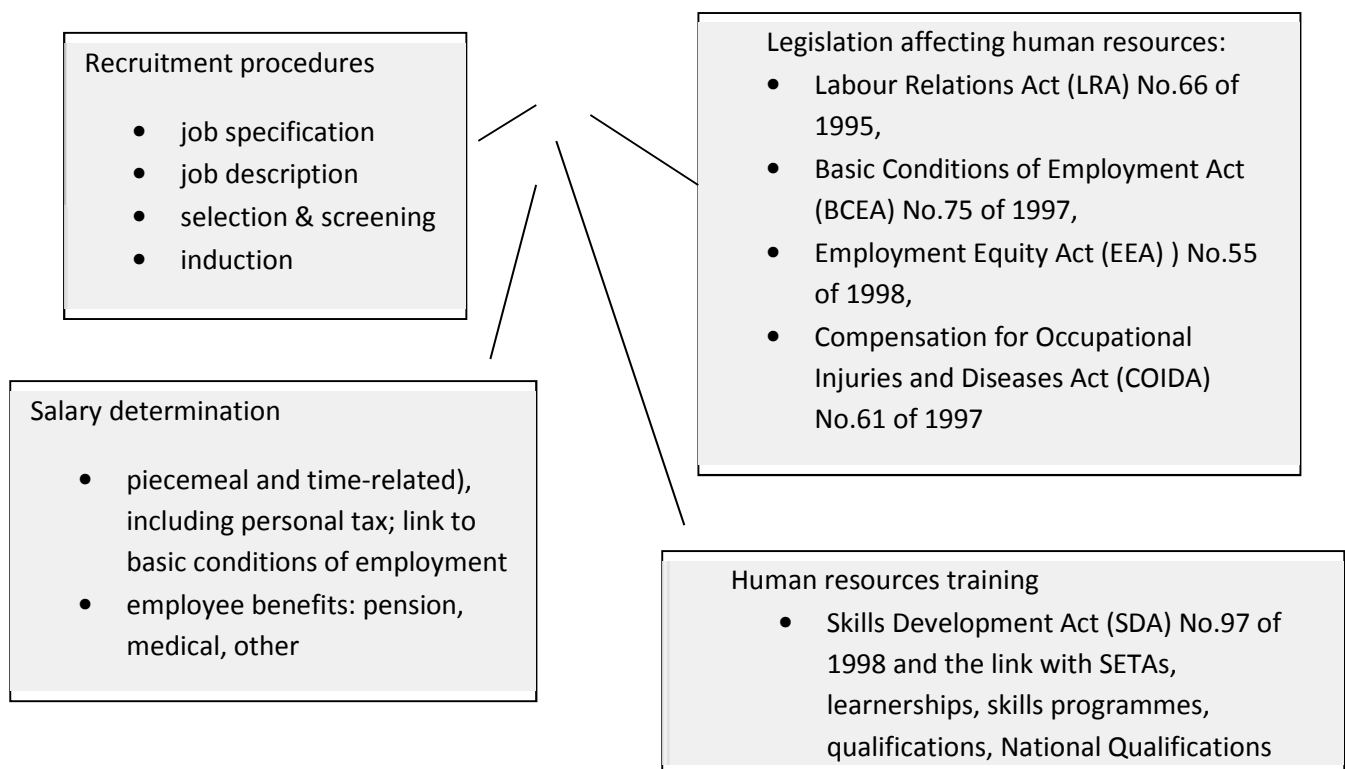 Recruitment procedures
• job specification
• job description
• selection & screening
• induction
Legislation affecting human resources:
• Labour Relations Act (LRA) No.66 of
1995,
• Basic Conditions of Employment Act
(BCEA) No.75 of 1997,
• Employment Equity Act (EEA) ) No.55
of 1998,
• Compensation for Occupational
Injuries and Diseases Act (COIDA)
No.61 of 1997
Salary determination
• piecemeal and time-related),
including personal tax; link to
basic conditions of employment
• employee benefits: pension,
medical, other
Human resources training
• Skills Development Act (SDA) No.97 of
1998 and the link with SETAs,
learnerships, skills programmes,
qualifications, National Qualifications